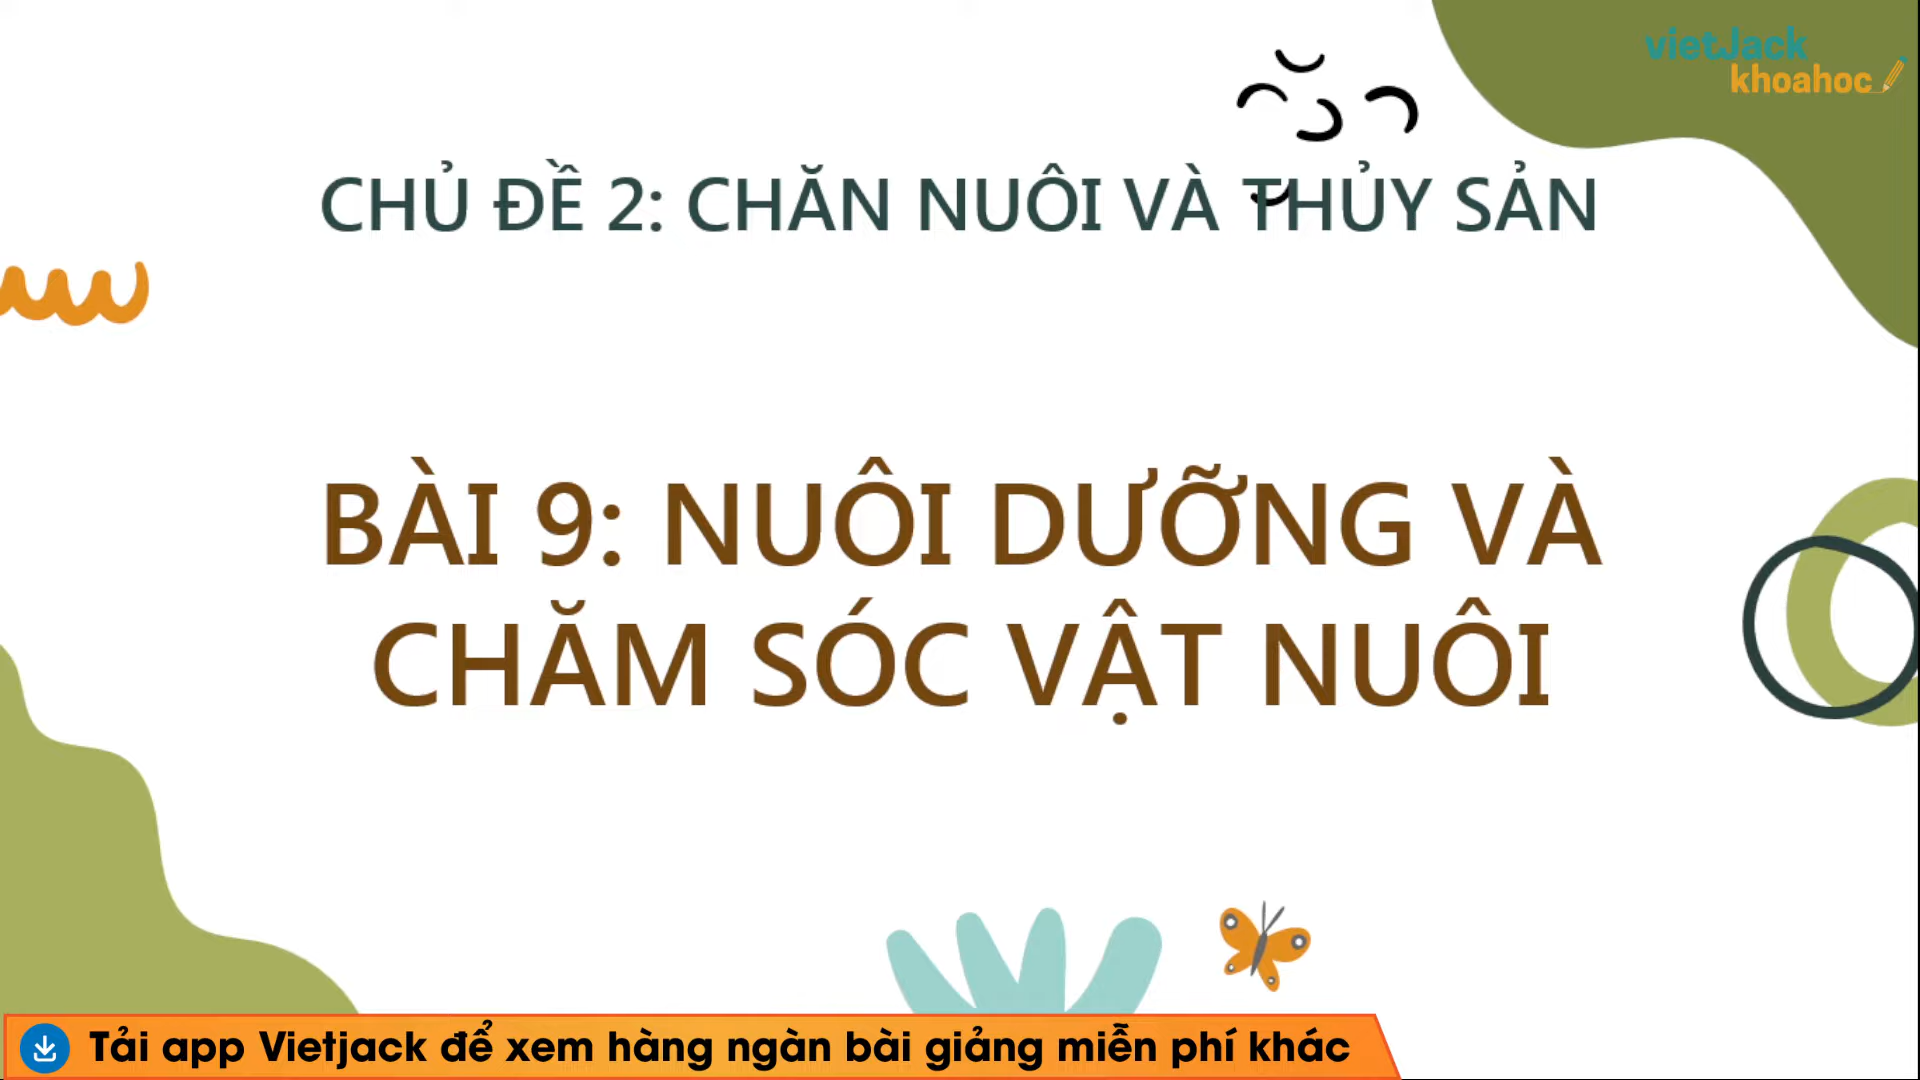 vietJack
khoahoc
CHỦ ĐỀ 2: CHĂN NUÔI VÀ THỦY SẢN
BÀI 9: NUÔI DƯỠNG VÀ
CHĂM SÓC VẬT NUÔI
Tải app Vietjack để xem hàng ngàn bài giảng miễn phí khác